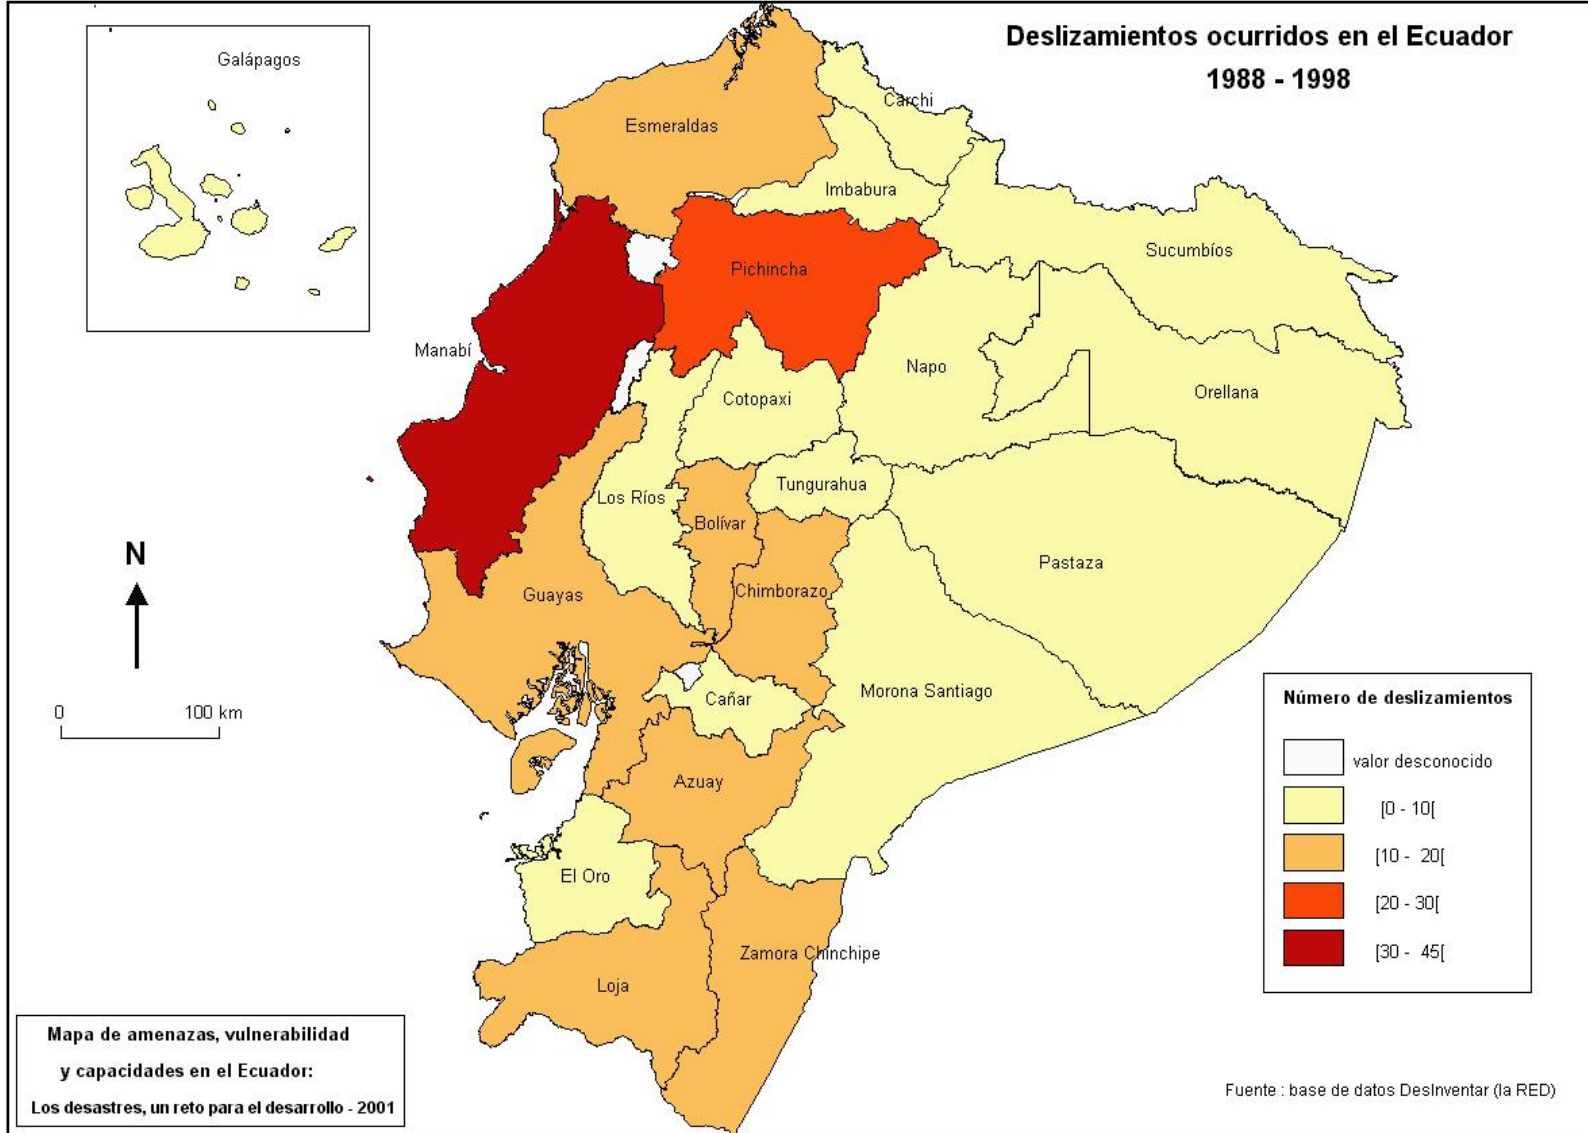 Deslizamientos ocurridos en el Ecuador
1988 - 1998
Galápagos
Carchi
Esmeraldas
Imbabura
Sucumbíos
Pichincha
Manabí
Napo
Orellana
Cotopaxi
Tungurahua
Los Ríos
Bolívar
Pastaza
Chimborazo
Guayas
Morona Santiago
Cañar
Azuay
El Oro
Zamora Chinchipe
Loja
N
0 100 km
Número de deslizamientos
valor desconocido
[0 - 10[
[10 - 20[
[20 - 30[
[30 - 45[
Mapa de amenazas, vulnerabilidad
y capacidades en el Ecuador:
Los desastres, un reto para el desarrollo - 2001
Fuente : base de datos DesInventar (la RED)